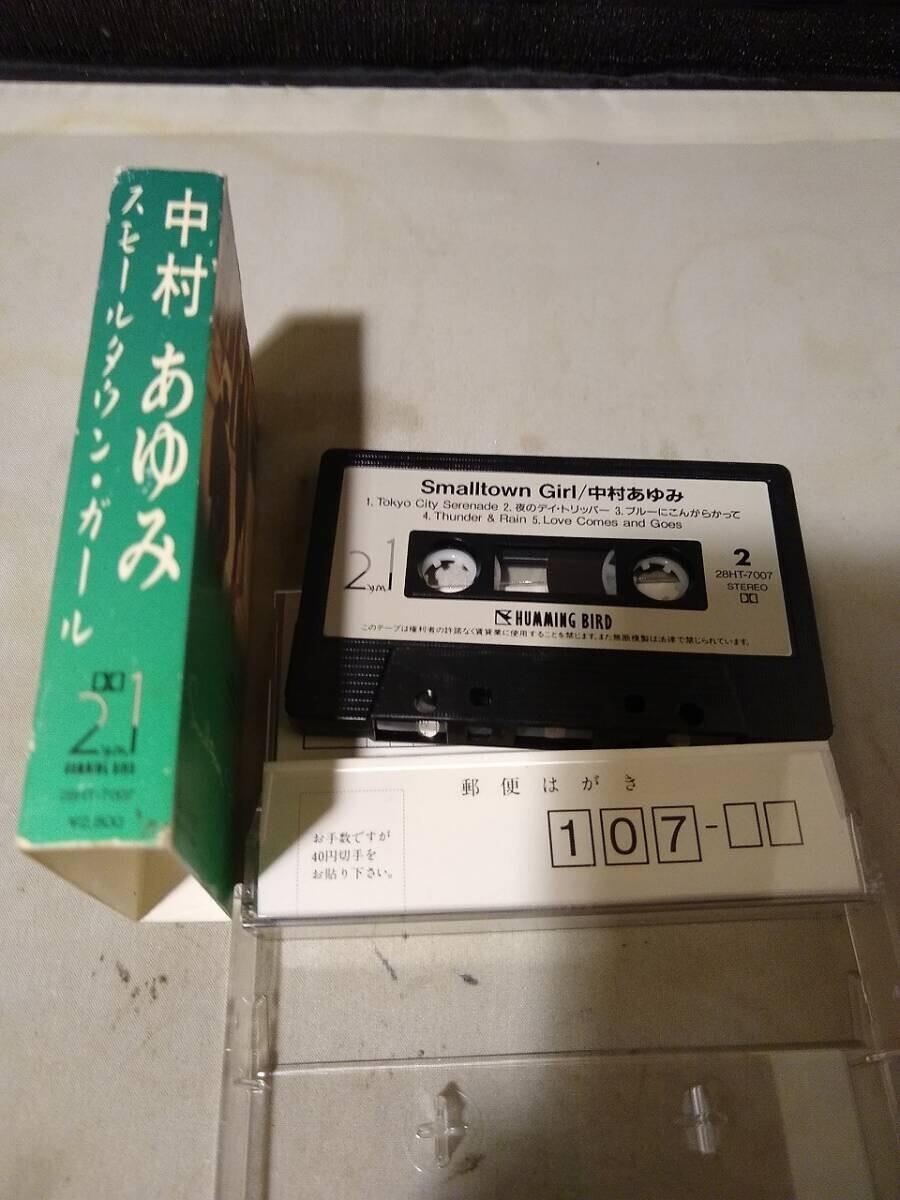 中村 あゆみ
スモールタウン・ガール
21
HUMMING BIRD
28HT-7007
¥2,800
Smalltown Girl/中村あゆみ
1. Tokyo City Serenade 2. 夜のデイ・トリッパー 3. ブルーにこんがらかって
4. Thunder & Rain 5. Love Comes and Goes
21
2
28HT-7007
STEREO
HUMMING BIRD
このテープは権利者の許諾なく賃貸業に使用することを禁じます。また無断複製は法律で禁じられています。
郵便はがき
107-
お手数ですが
40円切手を
お貼り下さい。